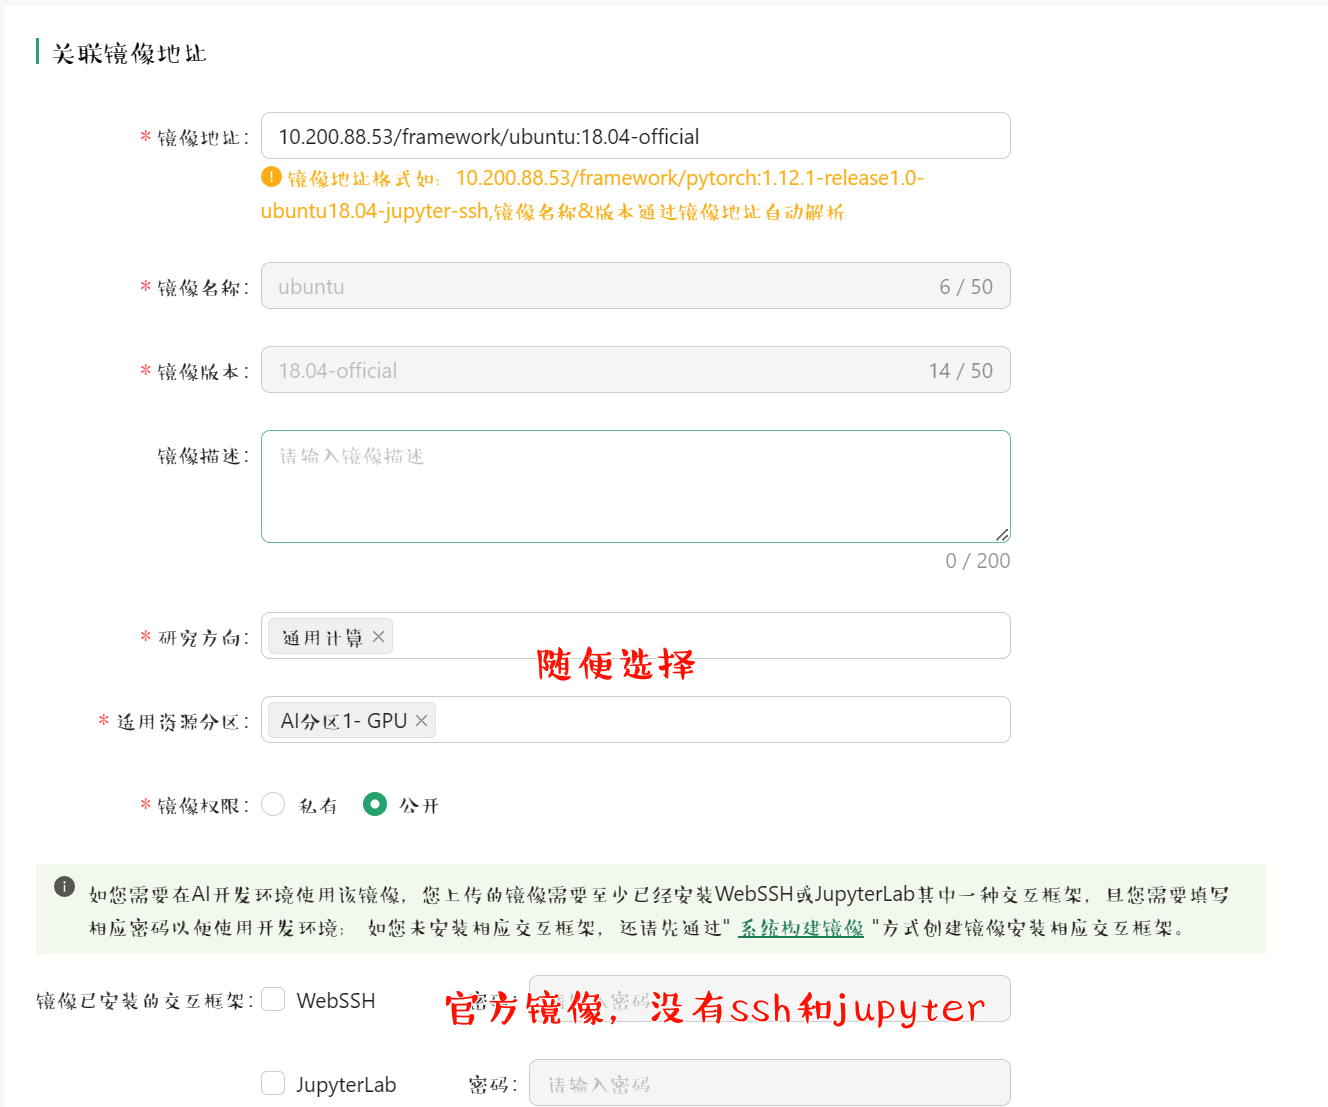 关联镜像地址
* 镜像地址: 10.200.88.53/framework/ubuntu:18.04-official
镜像地址格式如: 10.200.88.53/framework/pytorch:1.12.1-release1.0-
ubuntu18.04-jupyter-ssh,镜像名称&版本通过镜像地址自动解析
* 镜像名称: ubuntu 6 / 50
* 镜像版本: 18.04-official 14 / 50
镜像描述: 请输入镜像描述
0 / 200
* 研究方向: 通用计算 ×
随便选择
* 适用资源分区: AI分区1- GPU ×
* 镜像权限: 私有 公开
如您需要在AI开发环境使用该镜像，您上传的镜像需要至少已经安装WebSSH或JupyterLab其中一种交互框架，且您需要填写
相应密码以便使用开发环境； 如您未安装相应交互框架，还请先通过" 系统构建镜像 "方式创建镜像安装相应交互框架。
镜像已安装的交互框架: WebSSH 密码: 请输入密码
官方镜像，没有ssh和jupyter
JupyterLab 密码: 请输入密码